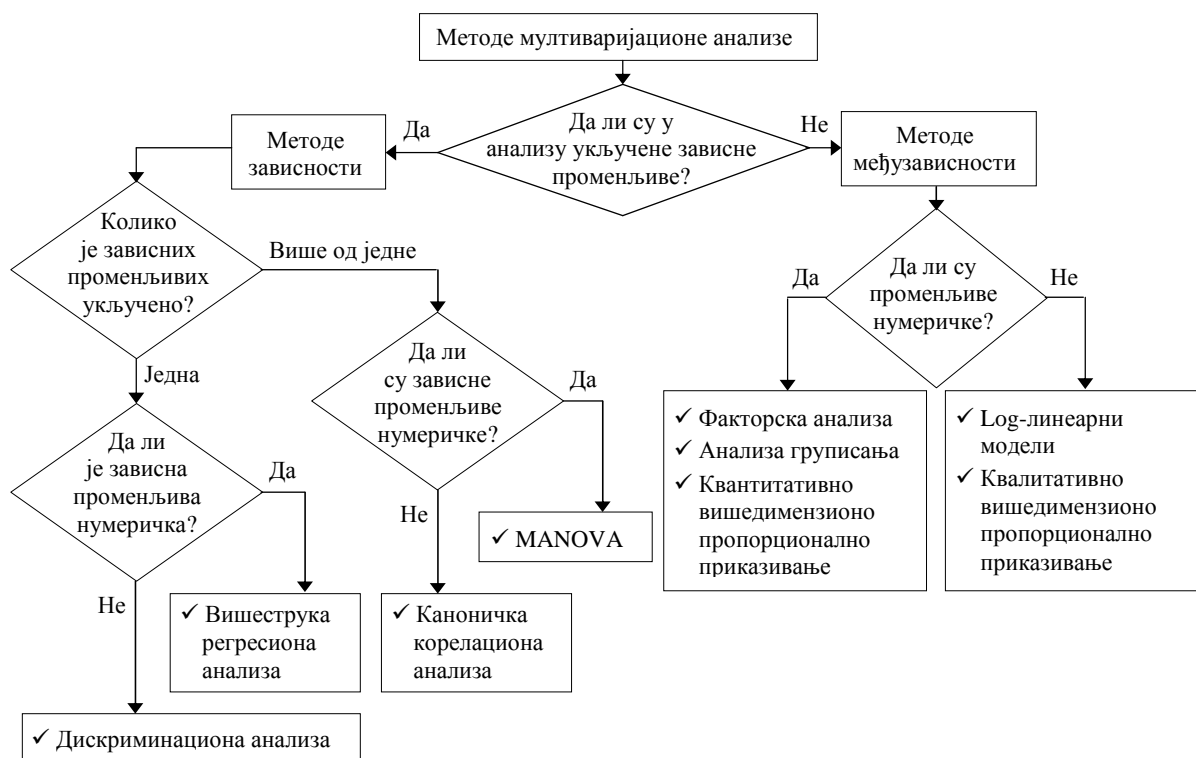 Методе мултиваријационе анализе
Да ли су у
анализу укључене зависне
променљиве?
Да
Не
Методе
зависности
Методе
међузависности
Колико
је зависних
променљивих
укључено?
Више од једне
Једна
Да ли
су зависне
променљиве
нумеричке?
Да
Не
Да ли су
променљиве
нумеричке?
Да
Не
Да ли
је зависна
променљива
нумеричка?
Да
Не
✓ MANOVA
✓ Факторска анализа
✓ Анализа груписања
✓ Квантитативно
вишедимензионо
пропорционално
приказивање
✓ Log-линеарни
модели
✓ Квалитативно
вишедимензионо
пропорционално
приказивање
✓ Вишеструка
регресиона
анализа
✓ Каноничка
корелациона
анализа
✓ Дискриминациона анализа